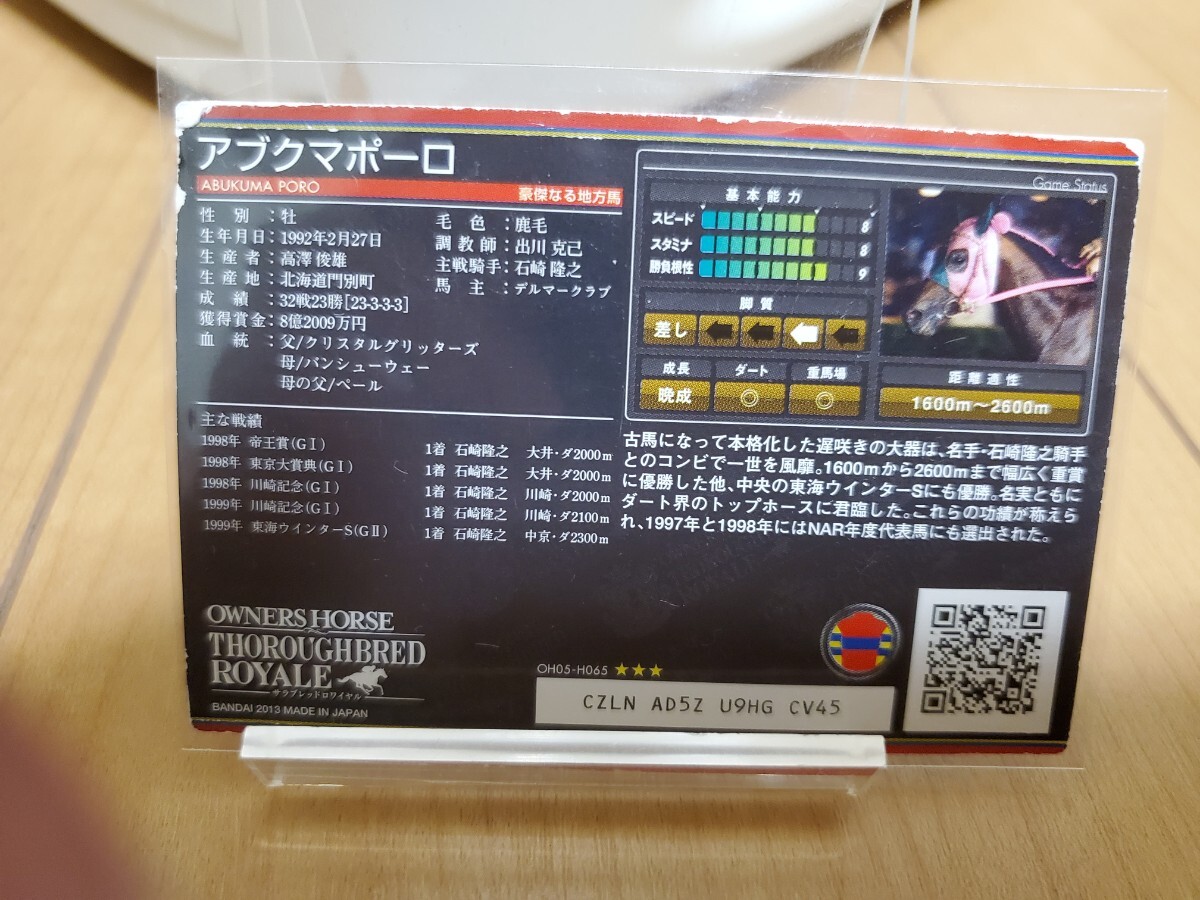 アブクマポーロ
ABUKUMA PORO 豪傑なる地方馬
性別：牡
生年月日：1992年2月27日
生産者：高澤 俊雄
生産地：北海道門別町
成績：32戦23勝[23-3-3-3]
獲得賞金：8億2009万円
血統：父/クリスタルグリッターズ
母/バンシューウェー
母の父/ペール
毛色：鹿毛
調教師：出川 克己
主戦騎手：石崎 隆之
馬主：デルマークラブ
主な戦績
1998年 帝王賞(GⅠ) 1着 石崎隆之 大井・ダ2000m
1998年 東京大賞典(GⅠ) 1着 石崎隆之 大井・ダ2000m
1998年 川崎記念(GⅠ) 1着 石崎隆之 川崎・ダ2000m
1999年 川崎記念(GⅠ) 1着 石崎隆之 川崎・ダ2100m
1999年 東海ウインターS(GⅡ) 1着 石崎隆之 中京・ダ2300m
Game Status
基本能力
スピード 8
スタミナ 8
勝負根性 9
脚質
差し
成長 ダート 重馬場
晩成 ◎ ◎
距離適性
1600m〜2600m
古馬になって本格化した遅咲きの大器は、名手・石崎隆之騎手
とのコンビで一世を風靡。1600mから2600mまで幅広く重賞
に優勝した他、中央の東海ウインターSにも優勝。名実ともに
ダート界のトップホースに君臨した。これらの功績が称えら
れ、1997年と1998年にはNAR年度代表馬にも選出された。
OWNERS HORSE
THOROUGHBRED
ROYALE
サラブレッドロワイヤル
BANDAI 2013 MADE IN JAPAN
OH05-H065 ★★★
CZLN AD5Z U9HG CV45